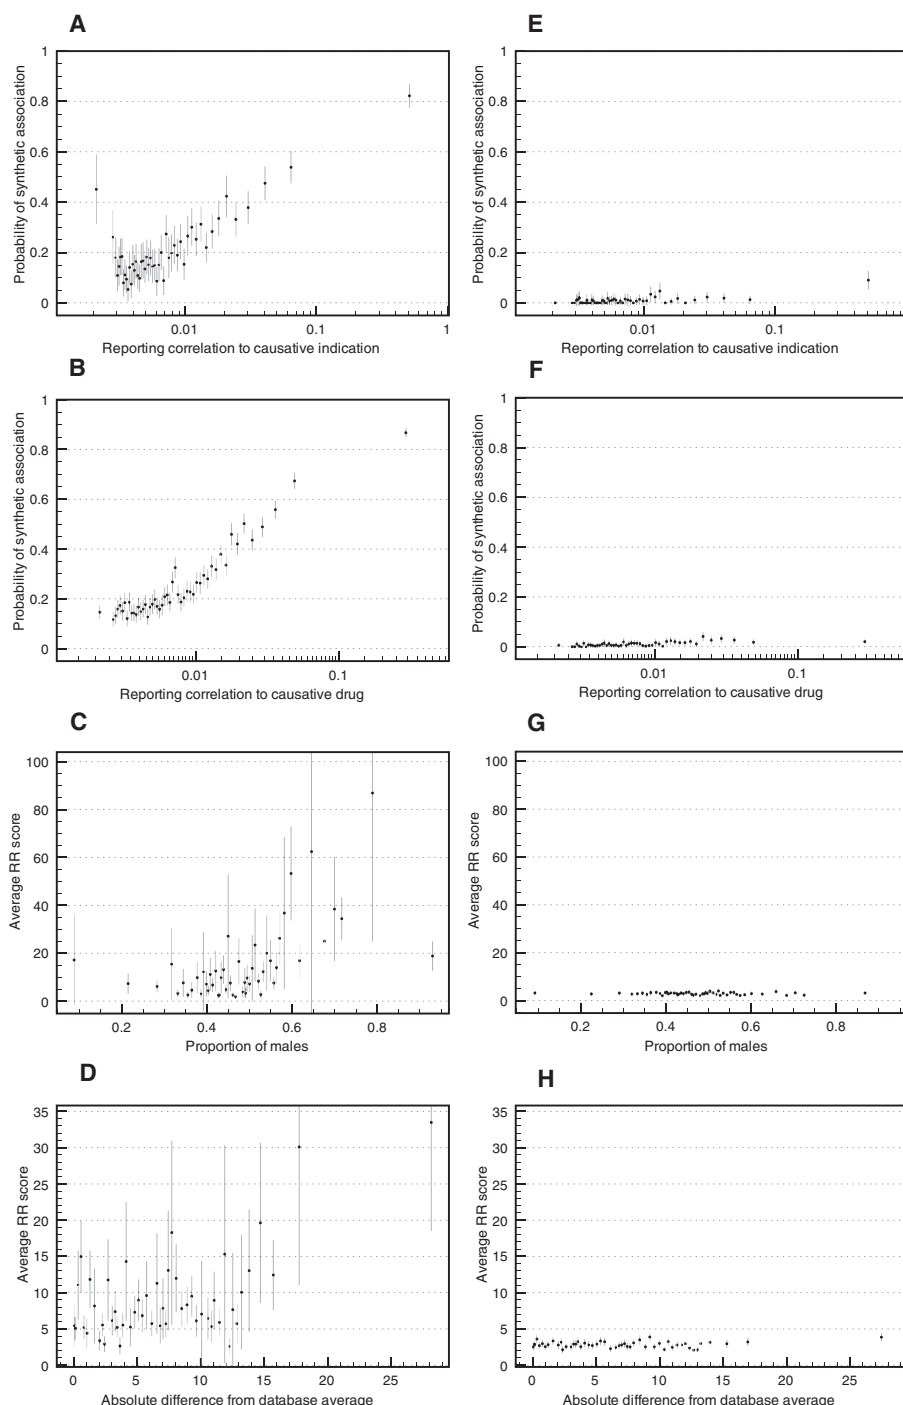 A
1
0.8
0.6
0.4
0.2
0
Probability of synthetic association
0.01 0.1 1
Reporting correlation to causative indication
B
1
0.8
0.6
0.4
0.2
0
Probability of synthetic association
0.01 0.1
Reporting correlation to causative drug
C
100
80
60
40
20
0
Average RR score
0.2 0.4 0.6 0.8
Proportion of males
D
35
30
25
20
15
10
5
0
Average RR score
0 5 10 15 20 25
Absolute difference from database average
E
1
0.8
0.6
0.4
0.2
0
Probability of synthetic association
0.01 0.1
Reporting correlation to causative indication
F
1
0.8
0.6
0.4
0.2
0
Probability of synthetic association
0.01 0.1
Reporting correlation to causative drug
G
100
80
60
40
20
0
Average RR score
0.2 0.4 0.6 0.8
Proportion of males
H
35
30
25
20
15
10
5
0
Average RR score
0 5 10 15 20 25
Absolute difference from database average